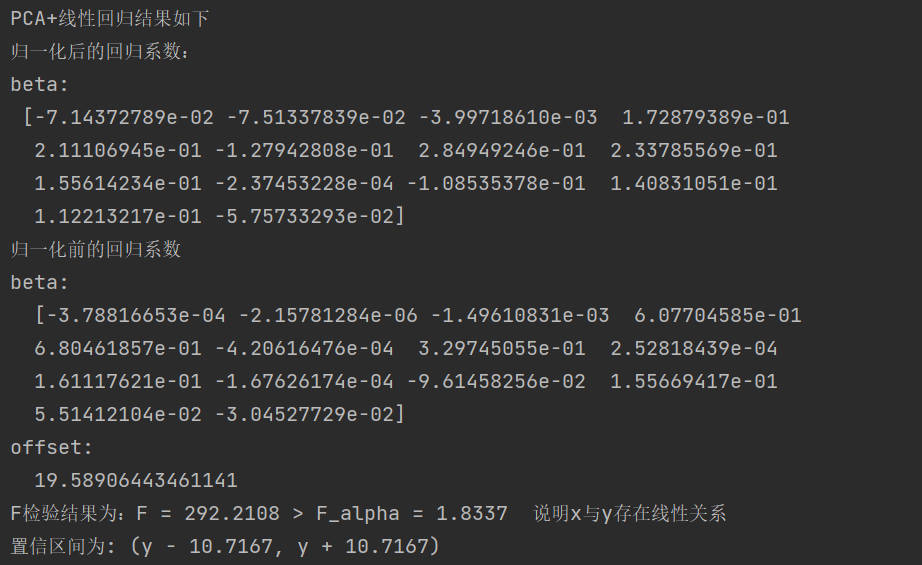 PCA+线性回归结果如下
归一化后的回归系数：
beta:
[-7.14372789e-02 -7.51337839e-02 -3.99718610e-03 1.72879389e-01
2.11106945e-01 -1.27942808e-01 2.84949246e-01 2.33785569e-01
1.55614234e-01 -2.37453228e-04 -1.08535378e-01 1.40831051e-01
1.12213217e-01 -5.75733293e-02]
归一化前的回归系数
beta:
[-3.78816653e-04 -2.15781284e-06 -1.49610831e-03 6.07704585e-01
6.80461857e-01 -4.20616476e-04 3.29745055e-01 2.52818439e-04
1.61117621e-01 -1.67626174e-04 -9.61458256e-02 1.55669417e-01
5.51412104e-02 -3.04527729e-02]
offset:
19.58906443461141
F检验结果为：F = 292.2108 > F_alpha = 1.8337 说明x与y存在线性关系
置信区间为: (y - 10.7167, y + 10.7167)